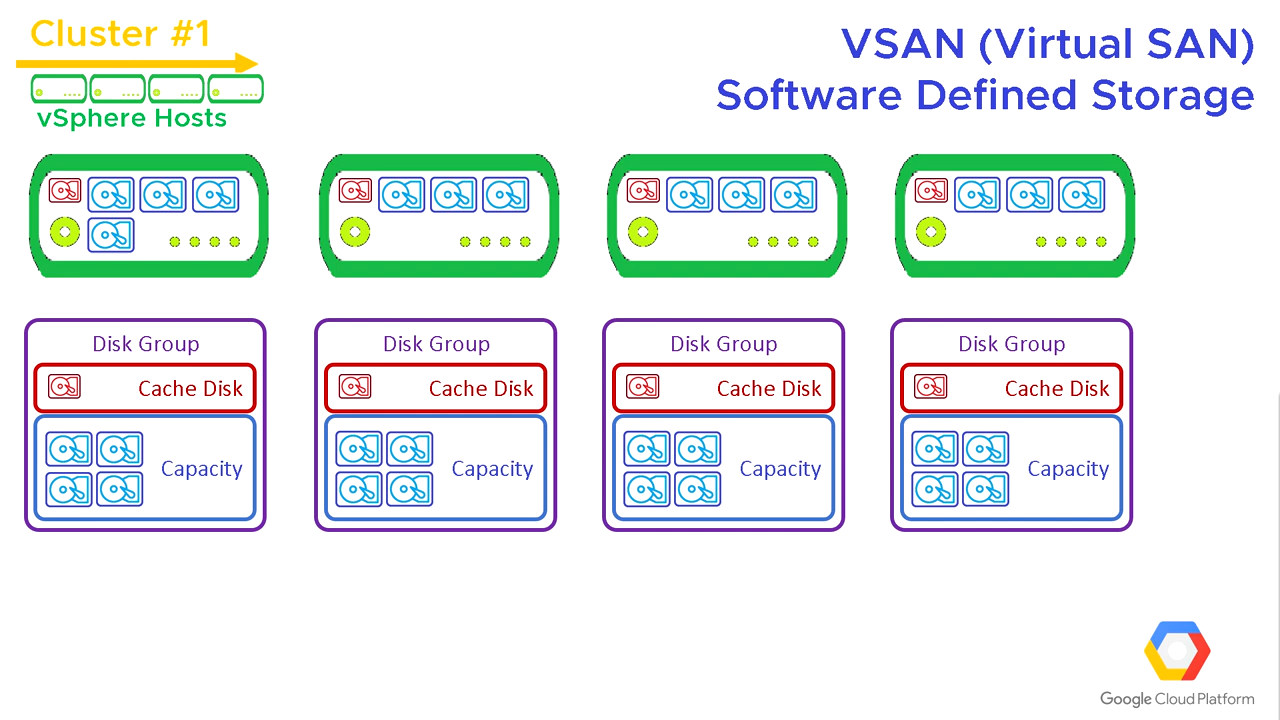 Cluster #1
vSphere Hosts
VSAN (Virtual SAN)
Software Defined Storage
Disk Group
Cache Disk
Capacity
Disk Group
Cache Disk
Capacity
Disk Group
Cache Disk
Capacity
Disk Group
Cache Disk
Capacity
Google Cloud Platform